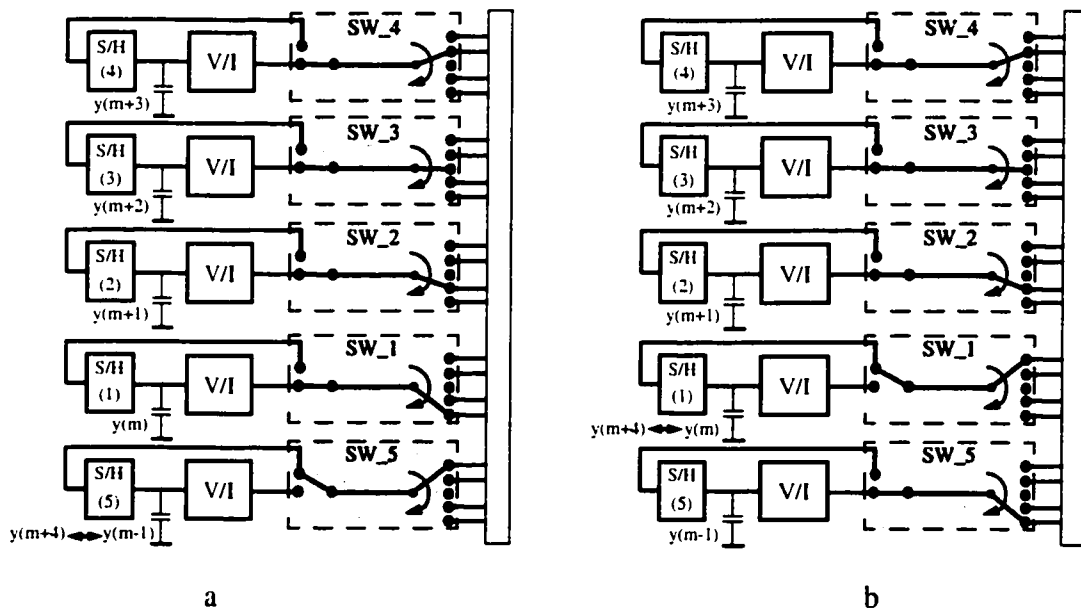 SW_4
S/H
(4)
V/I
y(m+3)
SW_3
S/H
(3)
V/I
y(m+2)
SW_2
S/H
(2)
V/I
y(m+1)
SW_1
S/H
(1)
V/I
y(m)
SW_5
S/H
(5)
V/I
y(m+4) y(m-1)
a
SW_4
S/H
(4)
V/I
y(m+3)
SW_3
S/H
(3)
V/I
y(m+2)
SW_2
S/H
(2)
V/I
y(m+1)
SW_1
S/H
(1)
V/I
y(m+4) y(m)
SW_5
S/H
(5)
V/I
y(m-1)
b